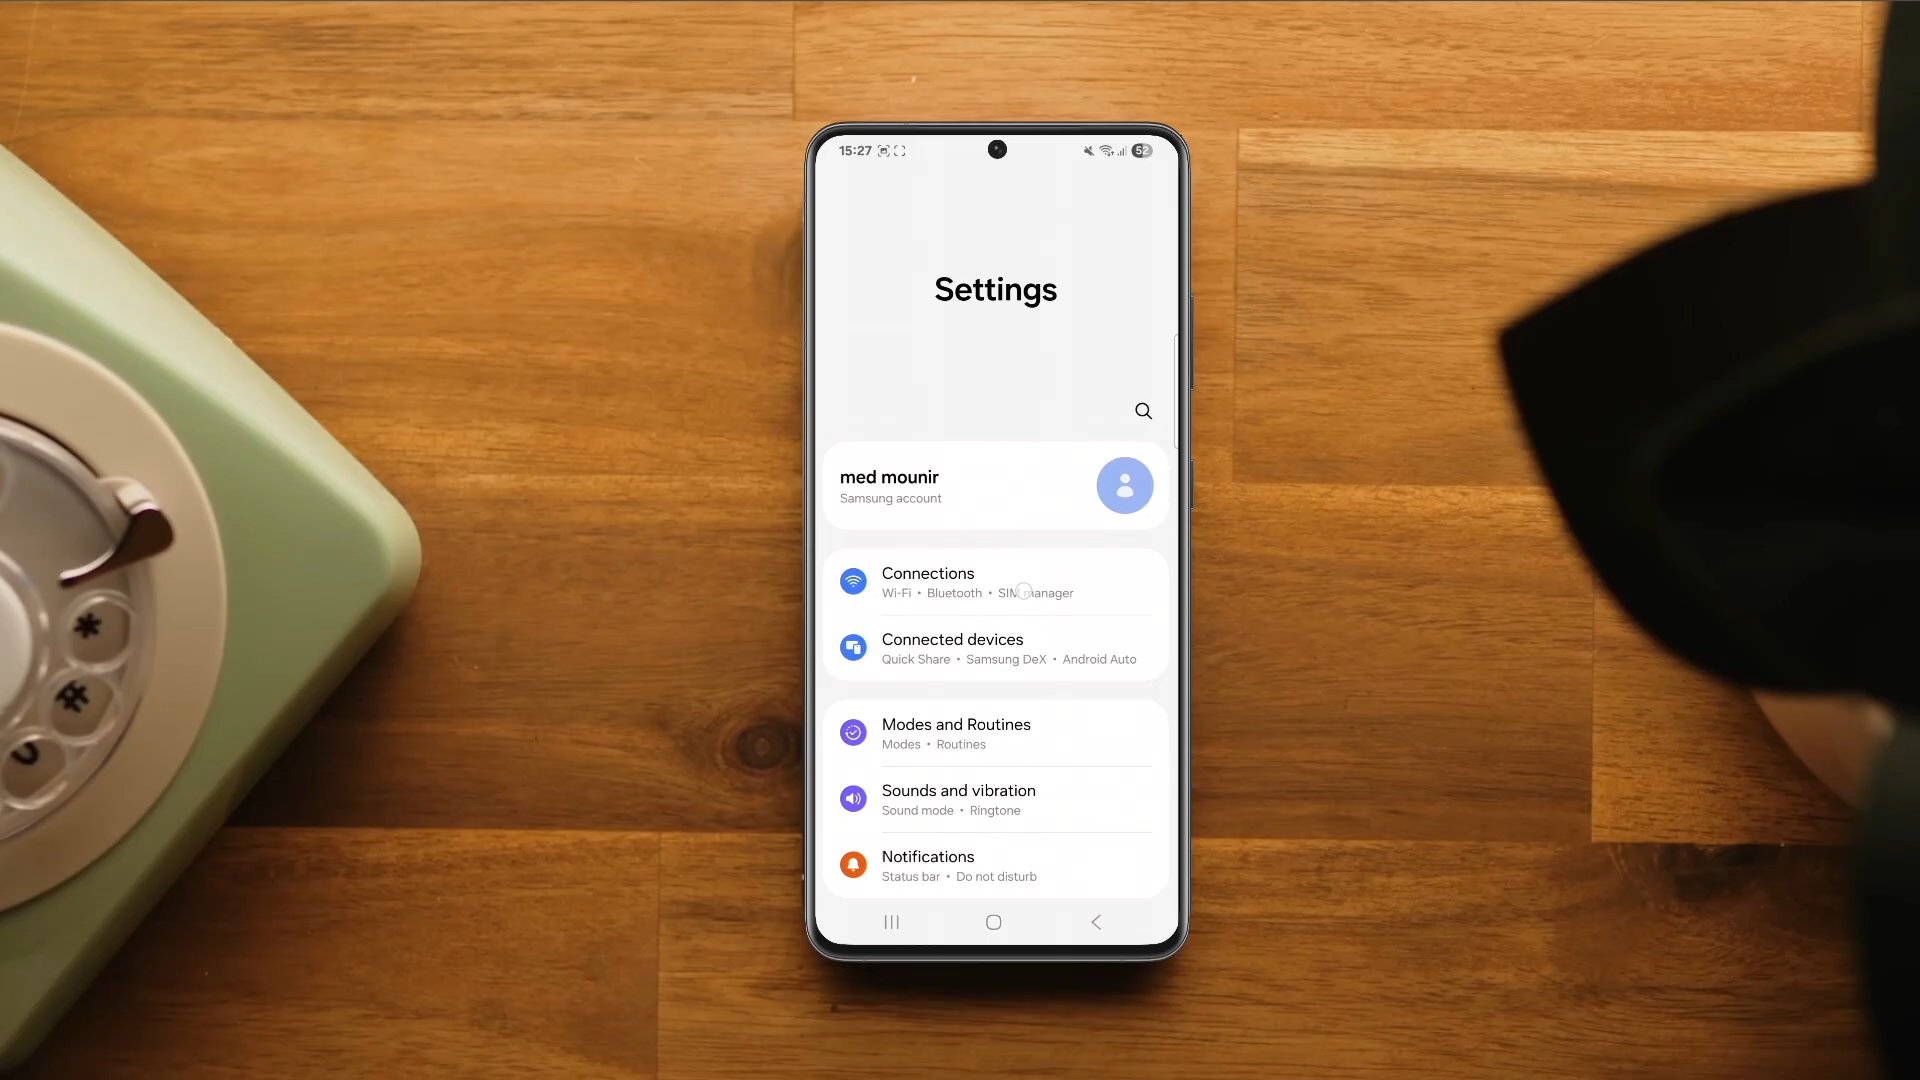 15:27
52
Settings
med mounir
Samsung account
Connections
Wi-Fi • Bluetooth • SIM manager
Connected devices
Quick Share • Samsung DeX • Android Auto
Modes and Routines
Modes • Routines
Sounds and vibration
Sound mode • Ringtone
Notifications
Status bar • Do not disturb
*
#